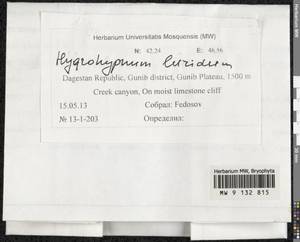 Herbarium Universitatis Mosquensis (MW)
N: 42,24 E: 46,56
Hygrohypnum luridum
Dagestan Republic, Gunib district, Gunib Plateau, 1500 m
Creek canyon, On moist limestone cliff
15.05.13 Собрал: Fedosov
№ 13-1-203 Определил:
Herbarium MW, Bryophyta
MW 9 132 815